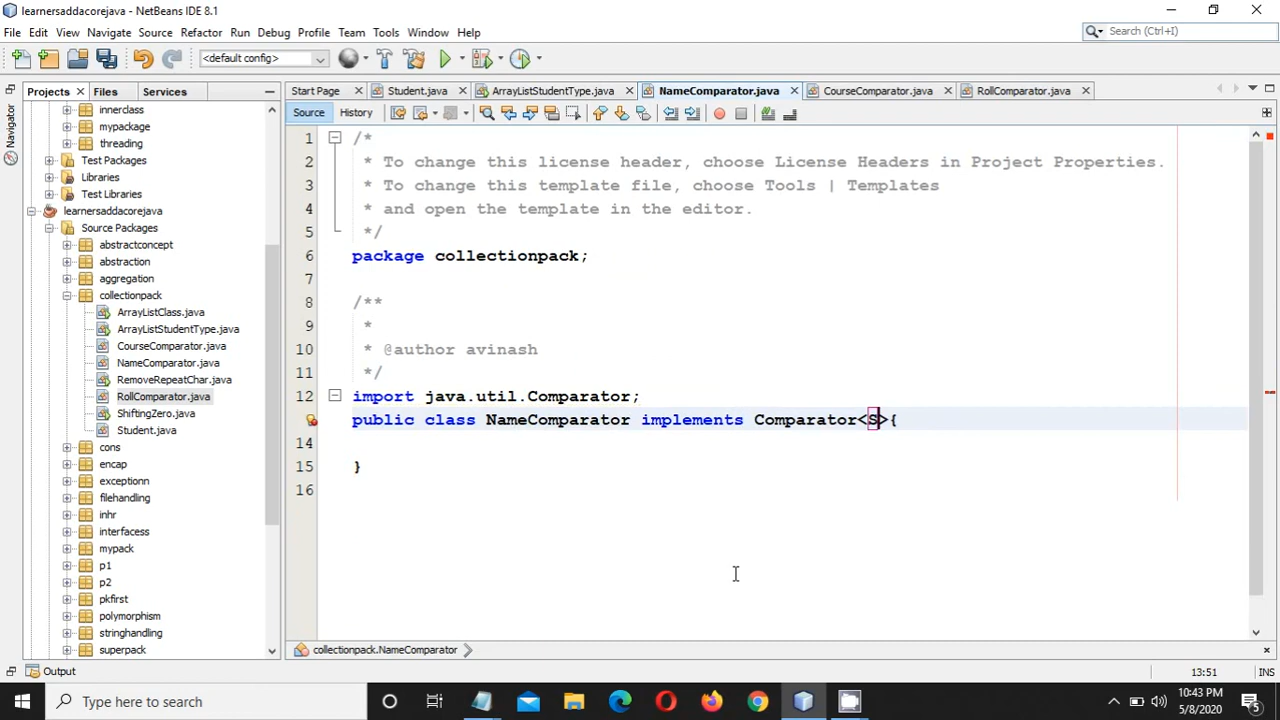 learnersaddacorejava - NetBeans IDE 8.1
File Edit View Navigate Source Refactor Run Debug Profile Team Tools Window Help
Search (Ctrl+I)
<default config>
Projects Files Services
Start Page Student.java ArrayListStudentType.java NameComparator.java CourseComparator.java RollComparator.java
Source History
Navigator
innerclass
mypackage
threading
Test Packages
Libraries
Test Libraries
learnersaddacorejava
Source Packages
abstractconcept
abstraction
aggregation
collectionpack
ArrayListClass.java
ArrayListStudentType.java
CourseComparator.java
NameComparator.java
RemoveRepeatChar.java
RollComparator.java
ShiftingZero.java
Student.java
cons
encap
exceptionn
filehandling
inhr
interfacess
mypack
p1
p2
pkfirst
polymorphism
stringhandling
superpack
1 /*
2 * To change this license header, choose License Headers in Project Properties.
3 * To change this template file, choose Tools | Templates
4 * and open the template in the editor.
5 */
6 package collectionpack;
7
8 /**
9 *
10 * @author avinash
11 */
12 import java.util.Comparator;
public class NameComparator implements Comparator<S>{
14
15 }
16
collectionpack.NameComparator
Output
13:51 INS
Type here to search
10:43 PM
5/8/2020
5